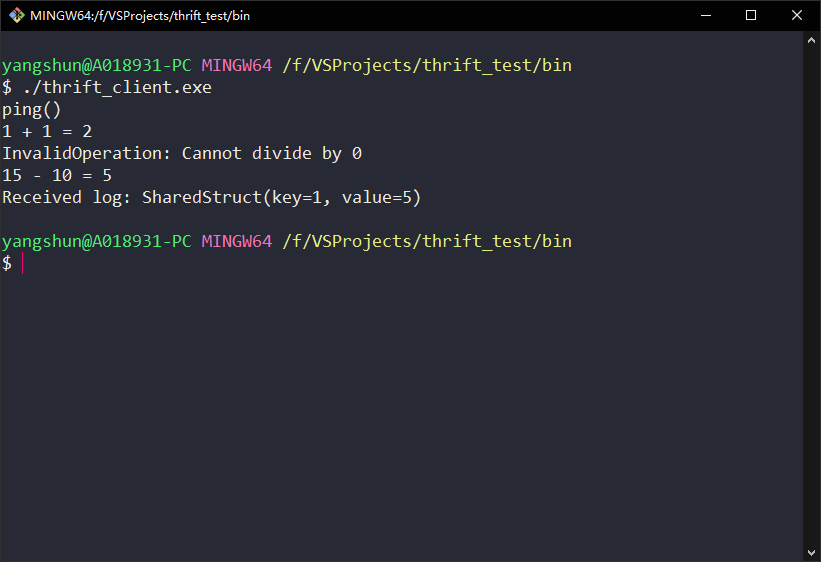 MINGW64:/f/VSProjects/thrift_test/bin
yangshun@A018931-PC MINGW64 /f/VSProjects/thrift_test/bin
$ ./thrift_client.exe
ping()
1 + 1 = 2
InvalidOperation: Cannot divide by 0
15 - 10 = 5
Received log: SharedStruct(key=1, value=5)
yangshun@A018931-PC MINGW64 /f/VSProjects/thrift_test/bin
$